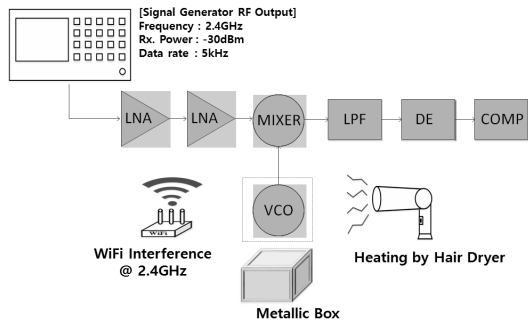 [Signal Generator RF Output]
Frequency : 2.4GHz
Rx. Power : -30dBm
Data rate : 5kHz
LNA
LNA
MIXER
LPF
DE
COMP
VCO
WiFi
WiFi Interference
@ 2.4GHz
Heating by Hair Dryer
Metallic Box